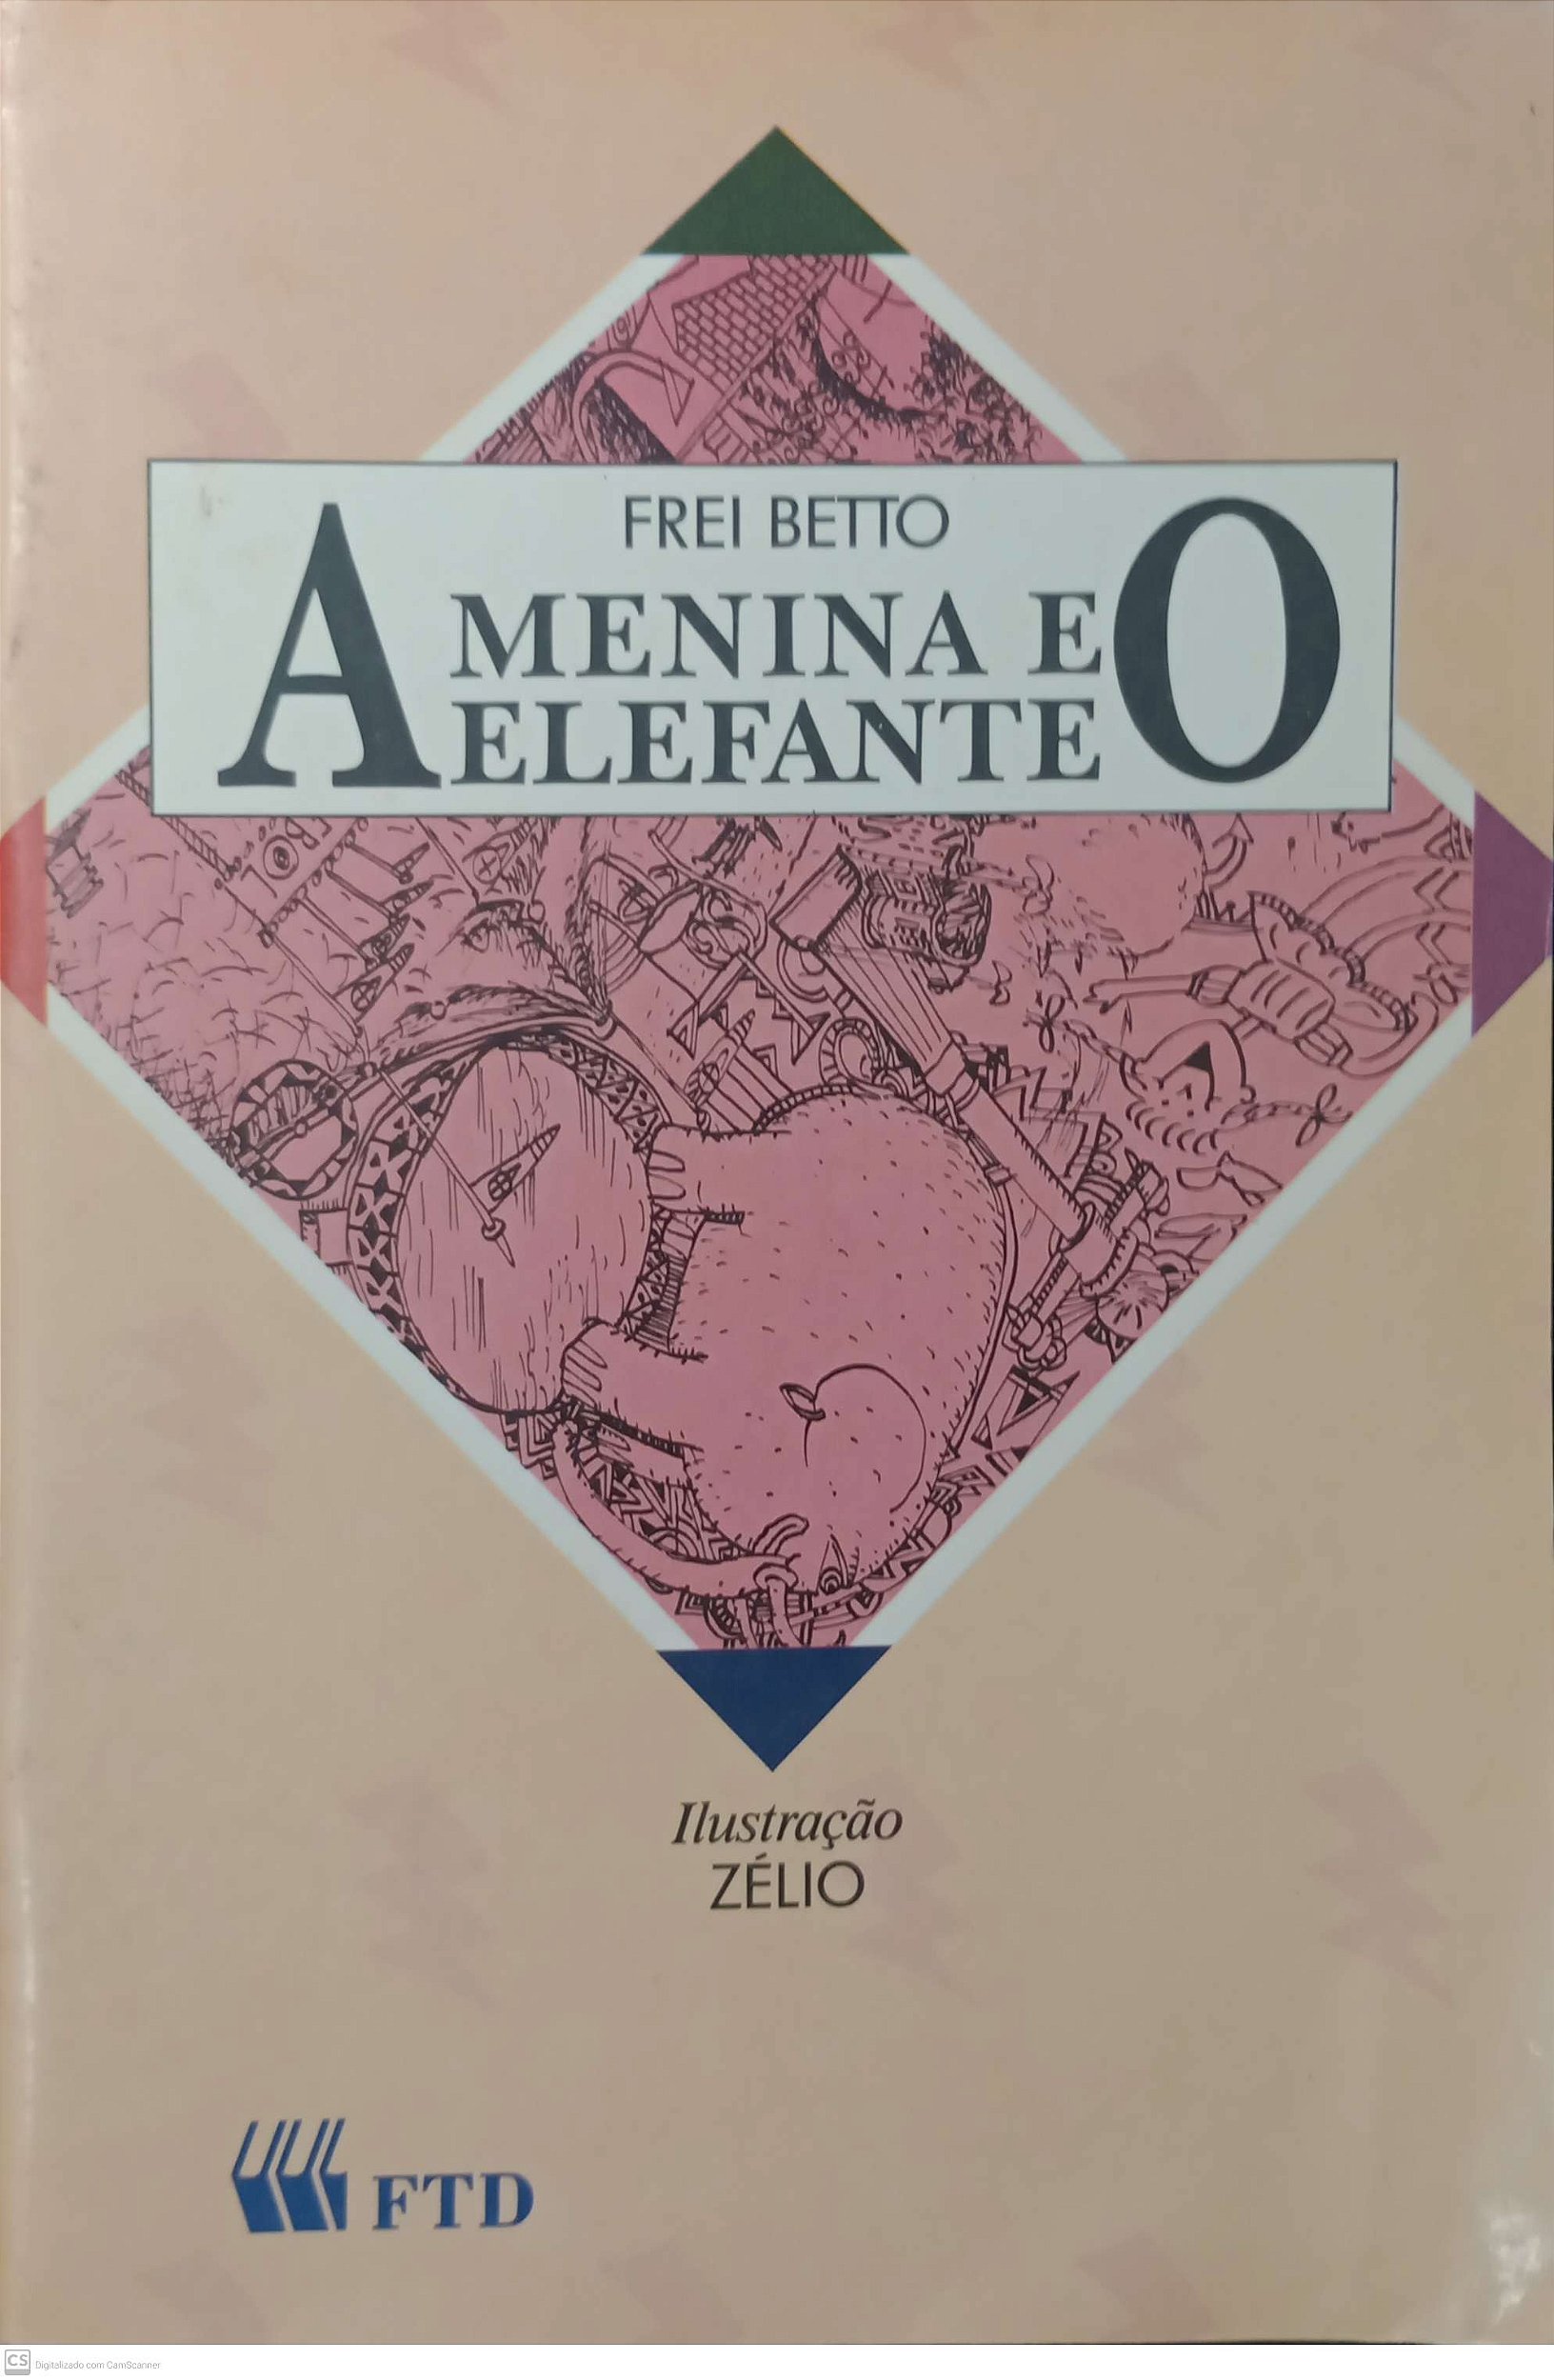 FREI BETTO
A MENINA E O
ELEFANTE
Ilustração
ZÉLIO
FTD
CS Digitalizado com CamScanner